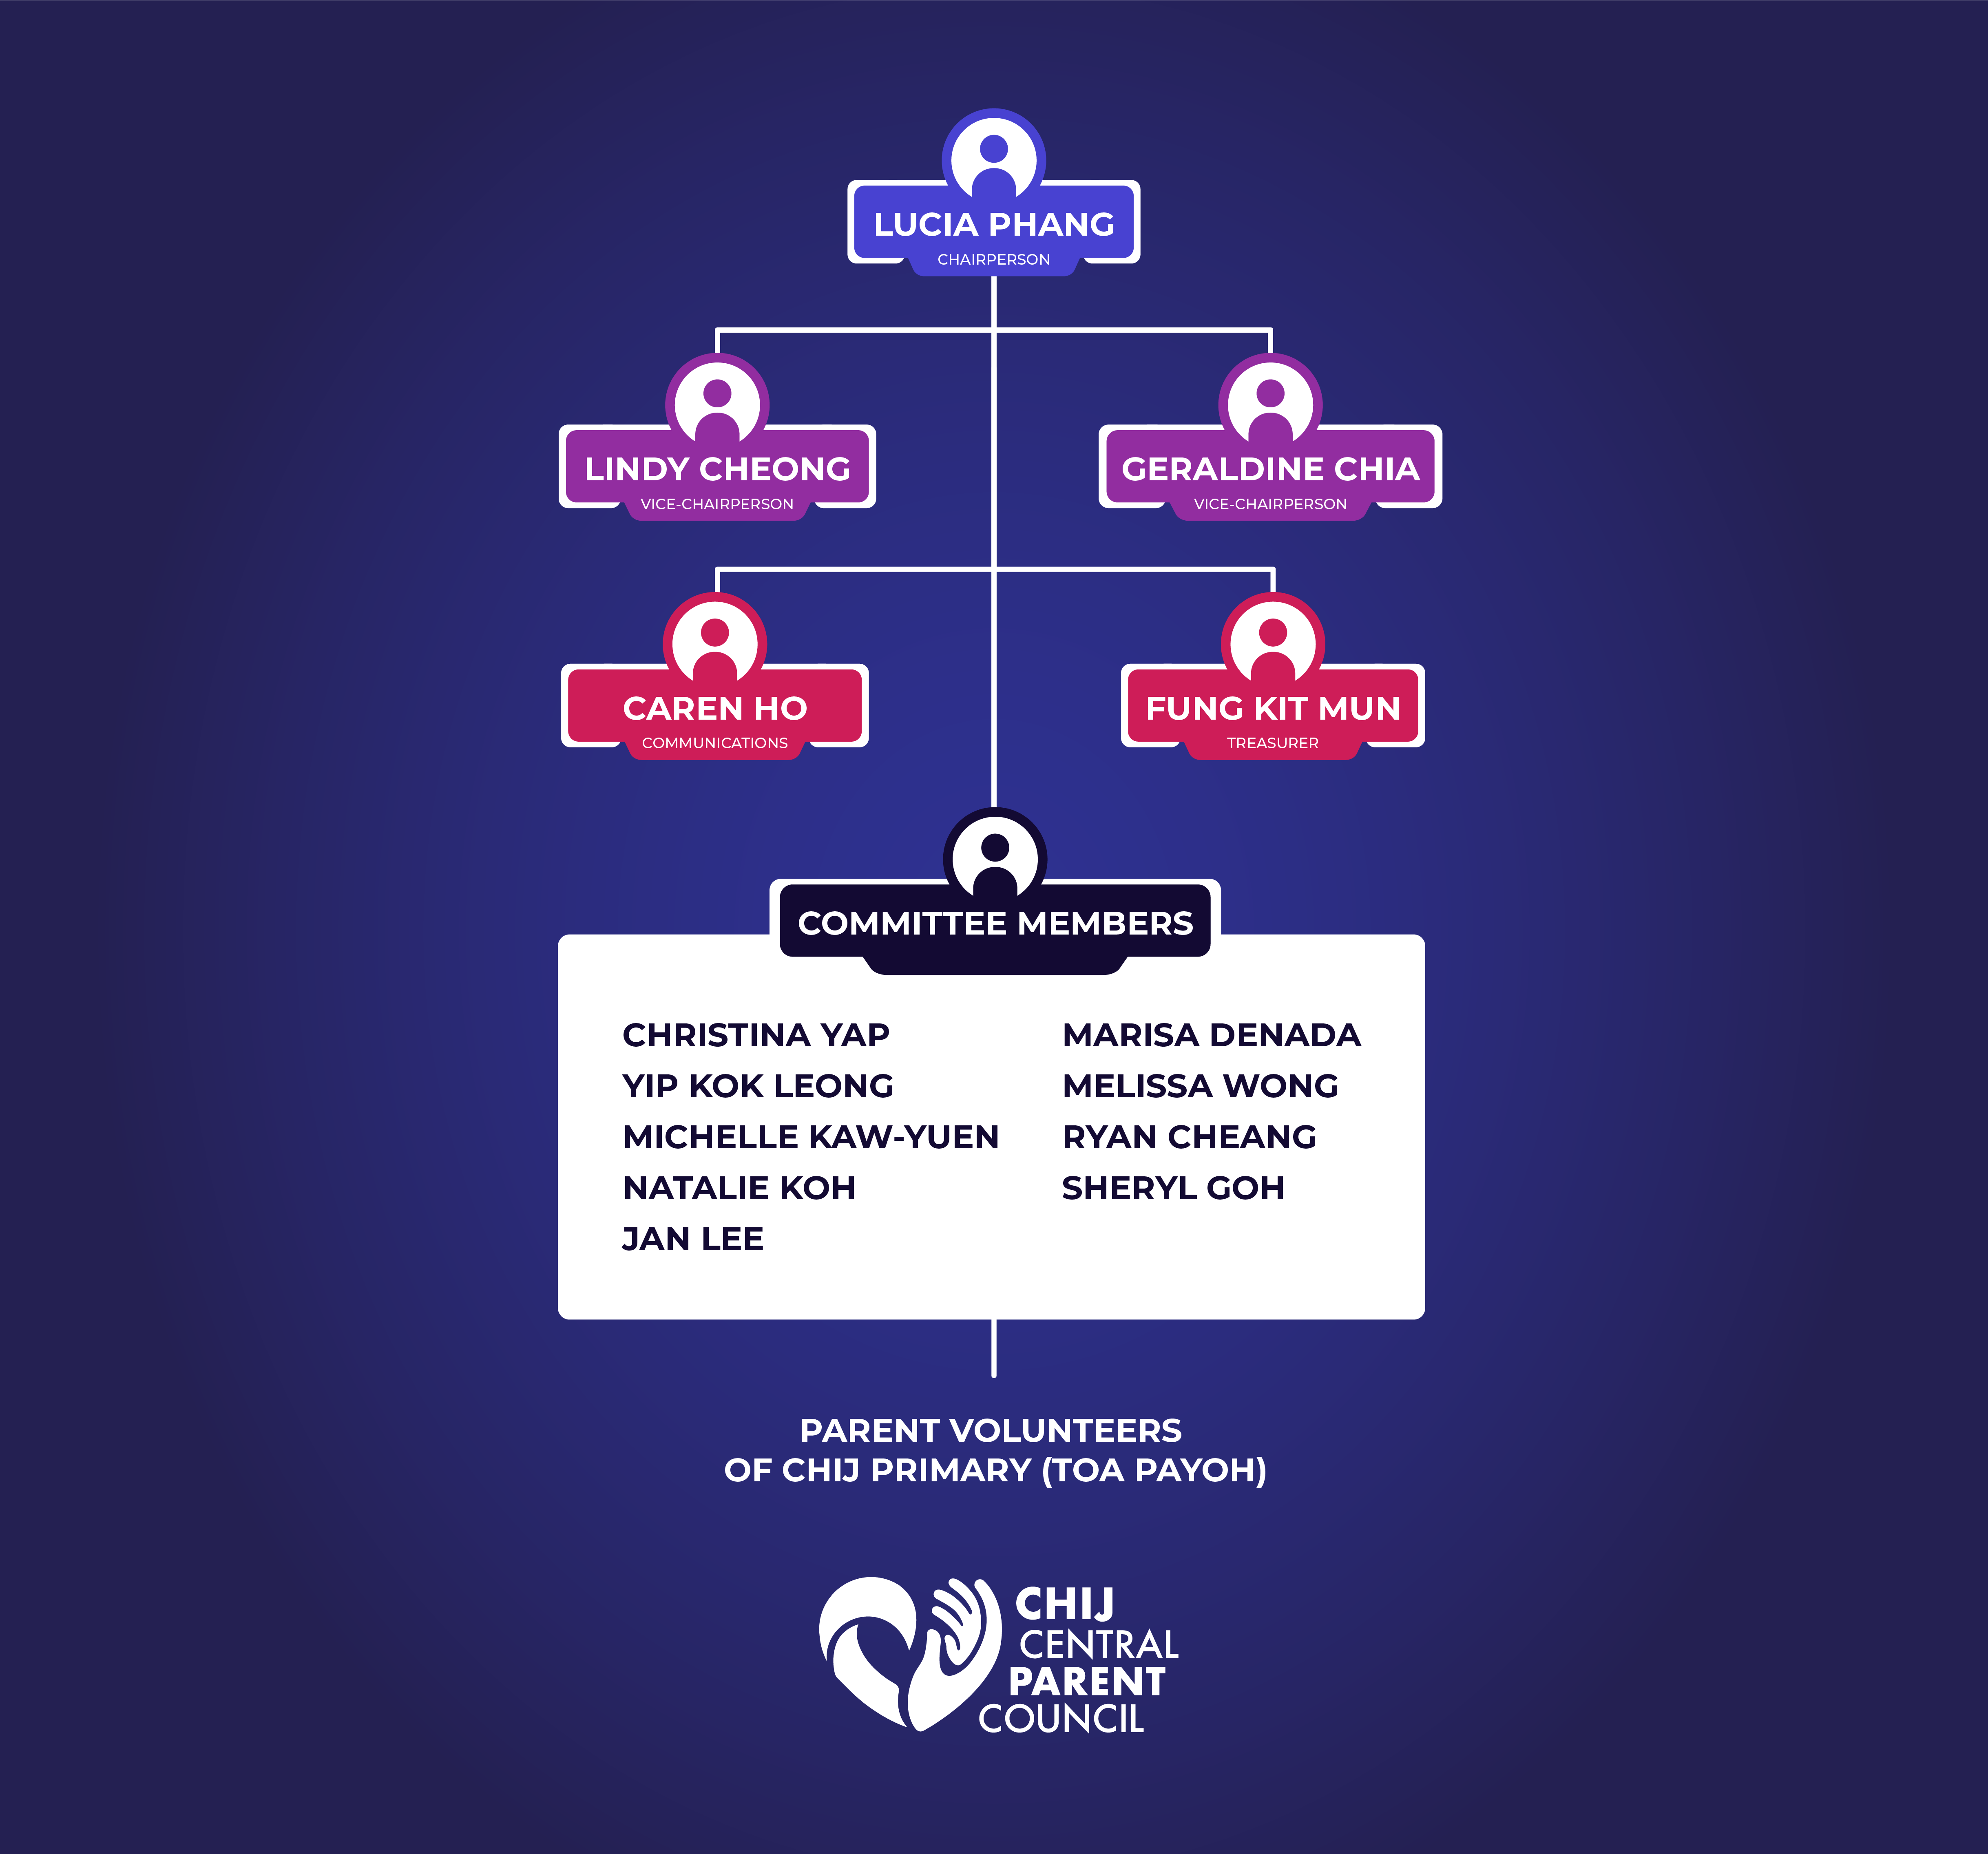 LUCIA PHANG
CHAIRPERSON
LINDY CHEONG
VICE-CHAIRPERSON
GERALDINE CHIA
VICE-CHAIRPERSON
CAREN HO
COMMUNICATIONS
FUNG KIT MUN
TREASURER
COMMITTEE MEMBERS
CHRISTINA YAP
YIP KOK LEONG
MICHELLE KAW-YUEN
NATALIE KOH
JAN LEE
MARISA DENADA
MELISSA WONG
RYAN CHEANG
SHERYL GOH
PARENT VOLUNTEERS
OF CHIJ PRIMARY (TOA PAYOH)
CHIJ
CENTRAL
PARENT
COUNCIL